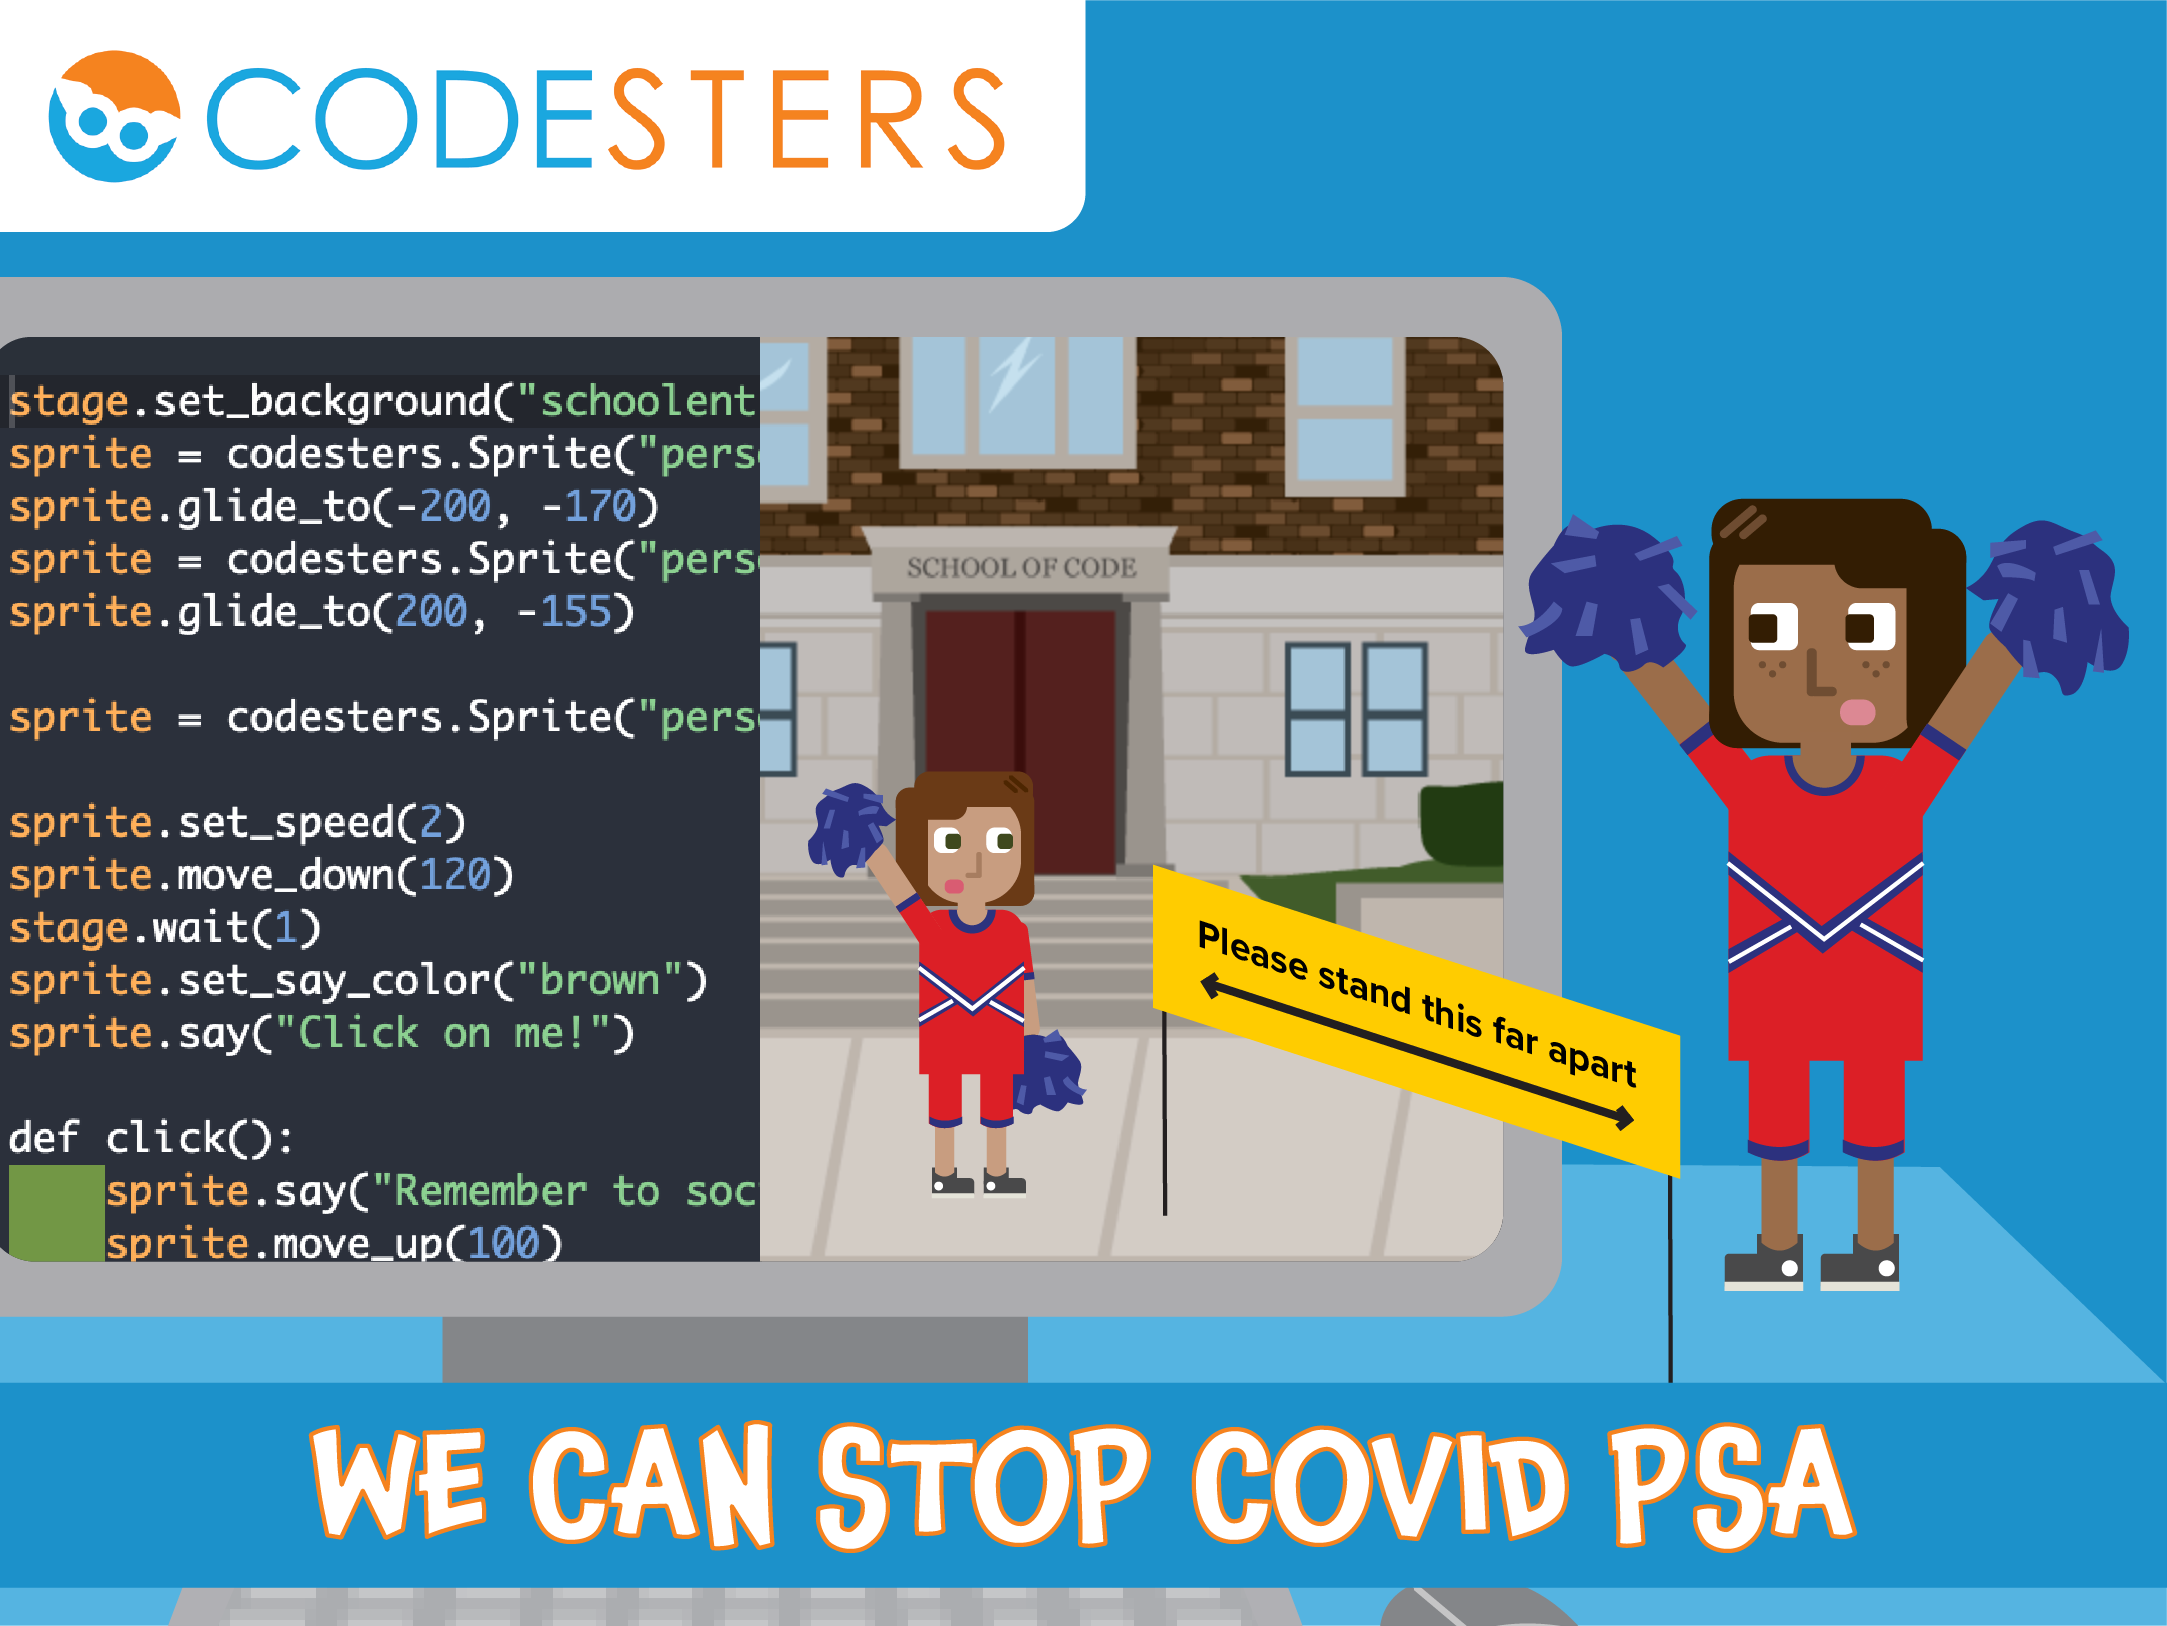 CODESTERS
stage.set_background("schoolent
sprite = codesters.Sprite("pers
sprite.glide_to(-200, -170)
sprite = codesters.Sprite("pers
sprite.glide_to(200, -155)
sprite = codesters.Sprite("pers
sprite.set_speed(2)
sprite.move_down(120)
stage.wait(1)
sprite.set_say_color("brown")
sprite.say("Click on me!")
def click():
sprite.say("Remember to soc
sprite.move_up(100)
SCHOOL OF CODE
Please stand this far apart
WE CAN STOP COVID PSA